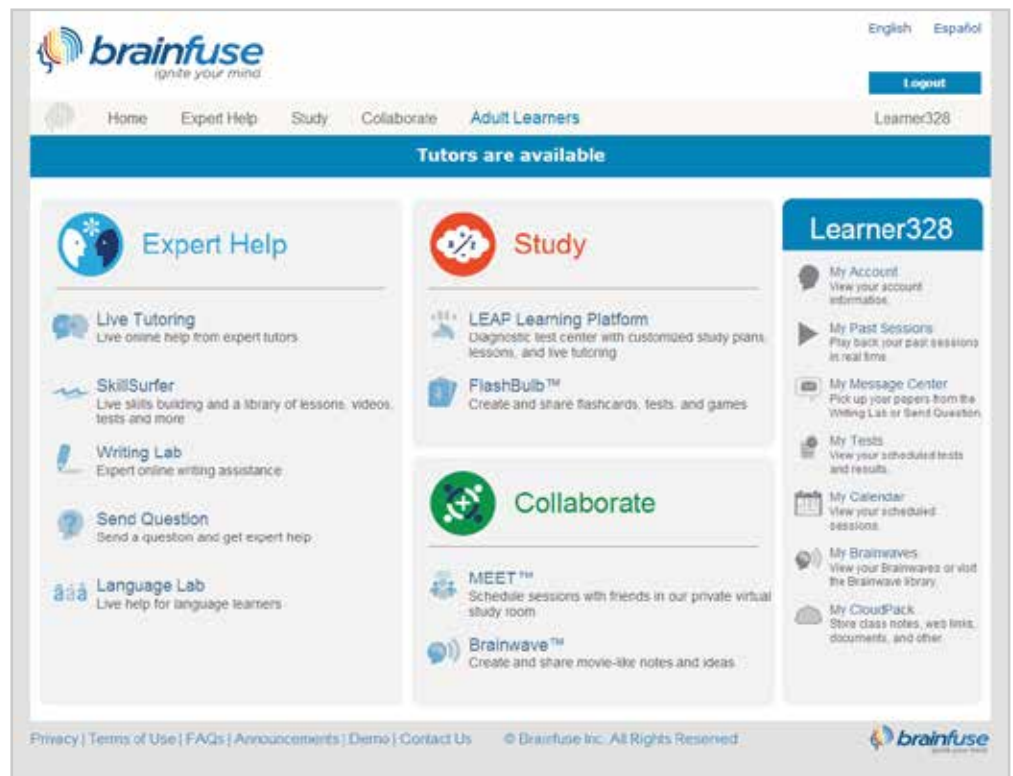 English Español
brainfuse
ignite your mind
Logout
Home Expert Help Study Collaborate Adult Learners Learner328
Tutors are available
Expert Help
Live Tutoring
Live online help from expert tutors
SkillSurfer
Live skills building and a library of lessons, videos,
tests and more
Writing Lab
Expert online writing assistance
Send Question
Send a question and get expert help
âáà Language Lab
Live help for language learners
Study
LEAP Learning Platform
Diagnostic test center with customized study plans,
lessons, and live tutoring
FlashBulb™
Create and share flashcards, tests, and games
Collaborate
MEET™
Schedule sessions with friends in our private virtual
study room
Brainwave™
Create and share movie-like notes and ideas
Learner328
My Account
View your account
information.
My Past Sessions
Play back your past sessions
in real time.
My Message Center
Pick up your papers from the
Writing Lab or Send Question.
My Tests
View your scheduled tests
and results.
My Calendar
View your scheduled
sessions.
My Brainwaves
View your Brainwaves or visit
the Brainwave library.
My CloudPack
Store class notes, web links,
documents, and other.
Privacy | Terms of Use | FAQs | Announcements | Demo | Contact Us © Brainfuse Inc. All Rights Reserved
brainfuse
ignite your mind